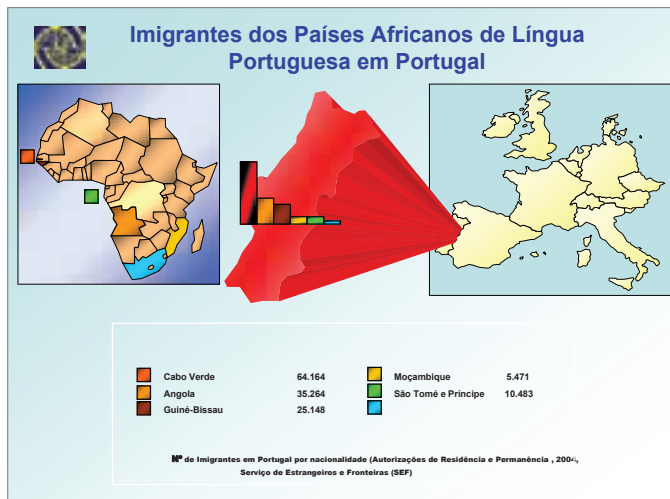 Imigrantes dos Países Africanos de Língua
Portuguesa em Portugal
Cabo Verde 64.164 Moçambique 5.471
Angola 35.264 São Tomé e Príncipe 10.483
Guiné-Bissau 25.148
Nº de Imigrantes em Portugal por nacionalidade (Autorizações de Residência e Permanência ,
Serviço de Estrangeiros e Fronteiras (SEF)